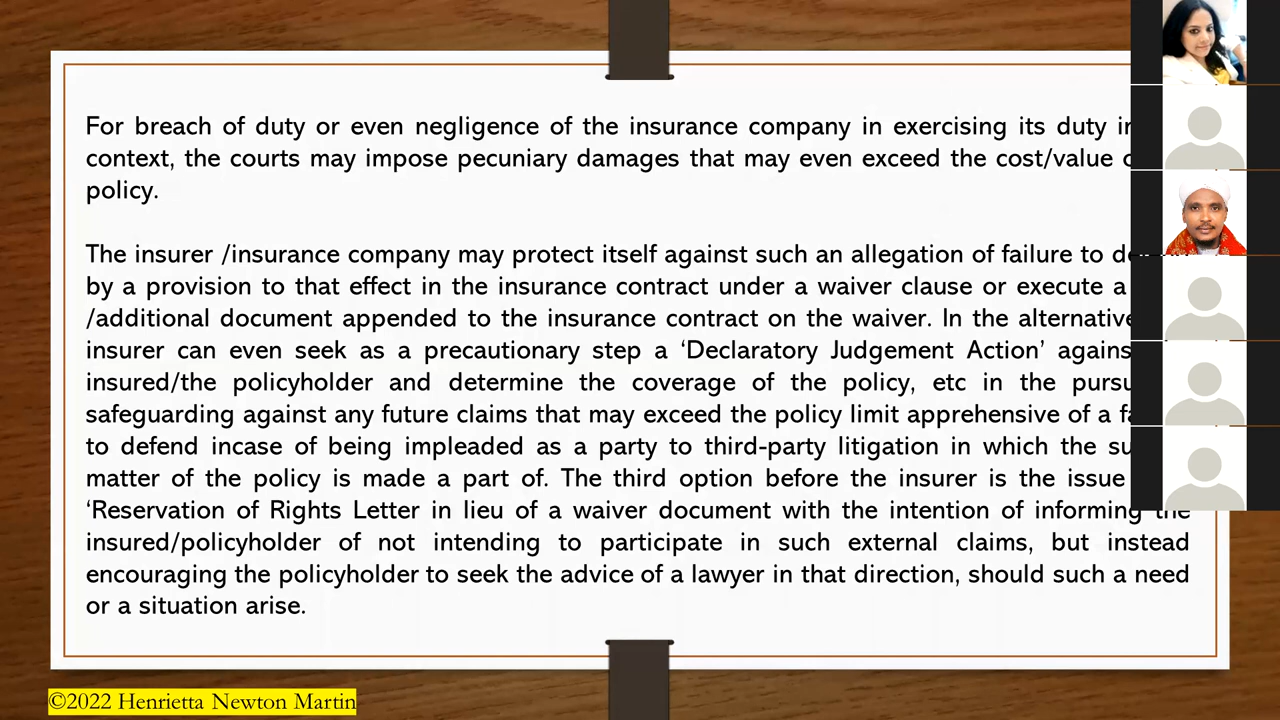 For breach of duty or even negligence of the insurance company in exercising its duty in
context, the courts may impose pecuniary damages that may even exceed the cost/value
policy.
The insurer /insurance company may protect itself against such an allegation of failure to
by a provision to that effect in the insurance contract under a waiver clause or execute a
/additional document appended to the insurance contract on the waiver. In the alternative
insurer can even seek as a precautionary step a ‘Declaratory Judgement Action’
insured/the policyholder and determine the coverage of the policy, etc in the
safeguarding against any future claims that may exceed the policy limit apprehensive of a
to defend incase of being impleaded as a party to third-party litigation in which the
matter of the policy is made a part of. The third option before the insurer is the issue
‘Reservation of Rights Letter in lieu of a waiver document with the intention of informing the
insured/policyholder of not intending to participate in such external claims, but instead
encouraging the policyholder to seek the advice of a lawyer in that direction, should such a need
or a situation arise.
©2022 Henrietta Newton Martin